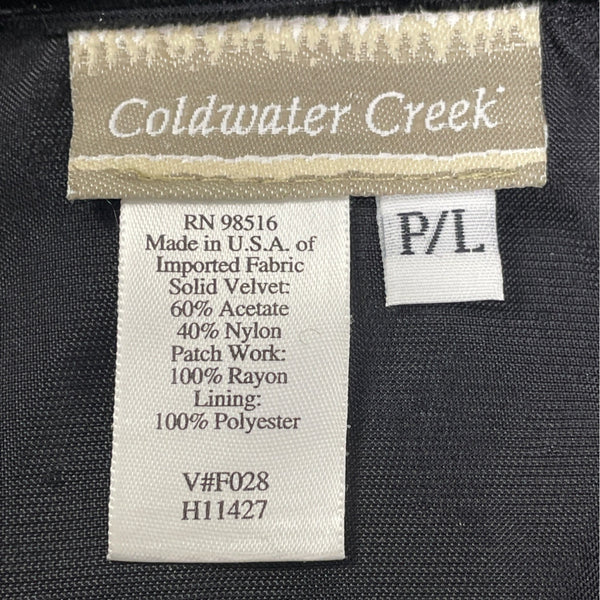 Coldwater Creek
P/L
RN 98516
Made in U.S.A. of
Imported Fabric
Solid Velvet:
60% Acetate
40% Nylon
Patch Work:
100% Rayon
Lining:
100% Polyester
V#F028
H11427